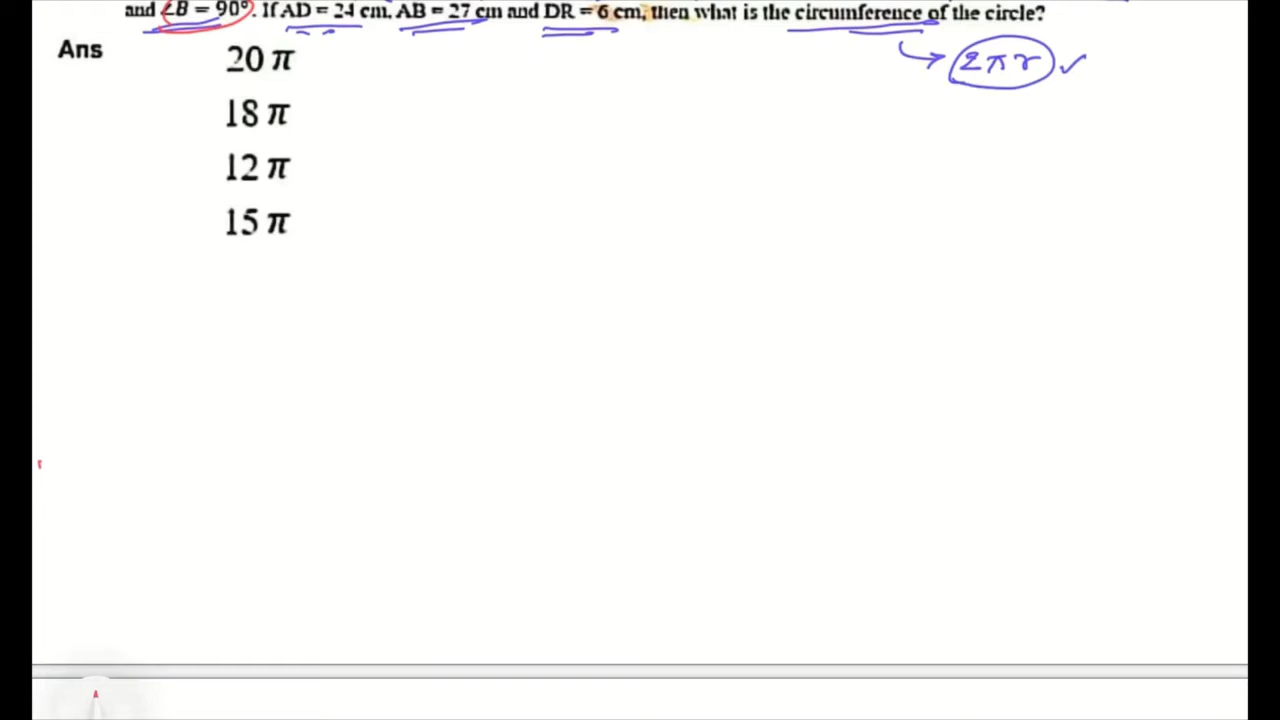 and ∠B = 90°. If AD = 24 cm, AB = 27 cm and DR = 6 cm, then what is the circumference of the circle?
2πr ✓
Ans
20 π
18 π
12 π
15 π